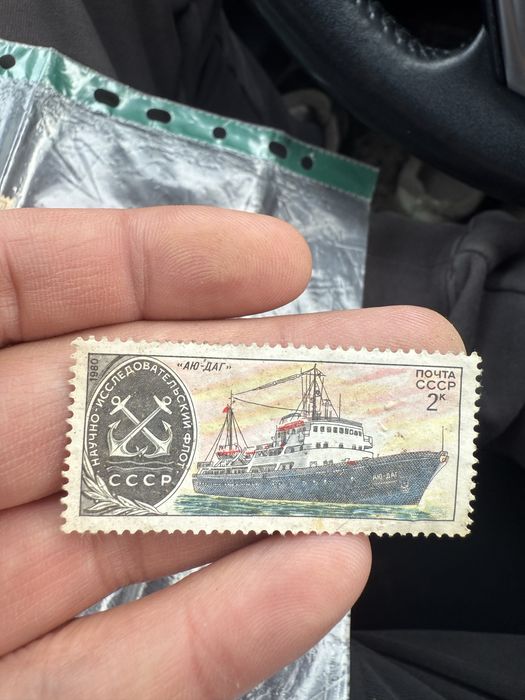 1980
НАУЧНО-ИССЛЕДОВАТЕЛЬСКИЙ ФЛОТ
СССР
"АЮ-ДАГ"
ПОЧТА
СССР
2к
АЮ-ДАГ